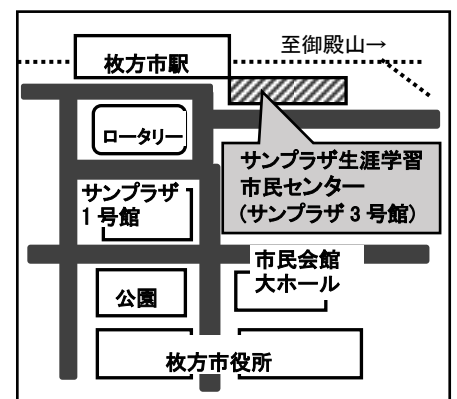 至御殿山→
枚方市駅
ロータリー
サンプラザ生涯学習
市民センター
(サンプラザ3号館)
サンプラザ
1号館
市民会館
大ホール
公園
枚方市役所